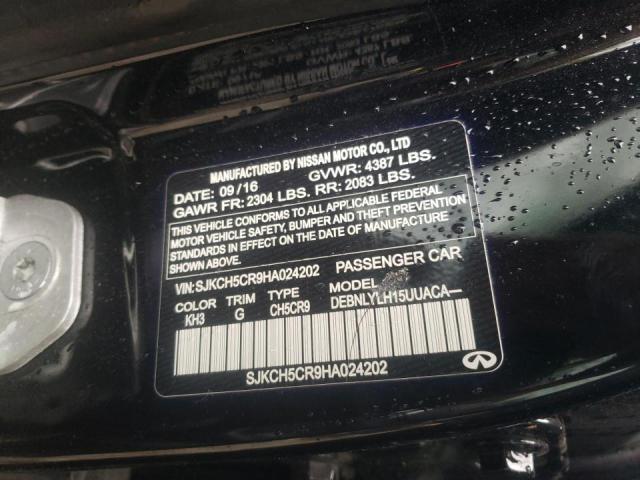 MANUFACTURED BY NISSAN MOTOR CO., LTD
DATE: 09/16 GVWR: 4387 LBS.
GAWR FR: 2304 LBS. RR: 2083 LBS.
THIS VEHICLE CONFORMS TO ALL APPLICABLE FEDERAL
MOTOR VEHICLE SAFETY, BUMPER AND THEFT PREVENTION
STANDARDS IN EFFECT ON THE DATE OF MANUFACTURE
SHOWN ABOVE.
VIN: SJKCH5CR9HA024202 PASSENGER CAR
COLOR TRIM TYPE MODEL
KH3 G CH5CR9 DEBNLYLH15UUACA—
SJKCH5CR9HA024202